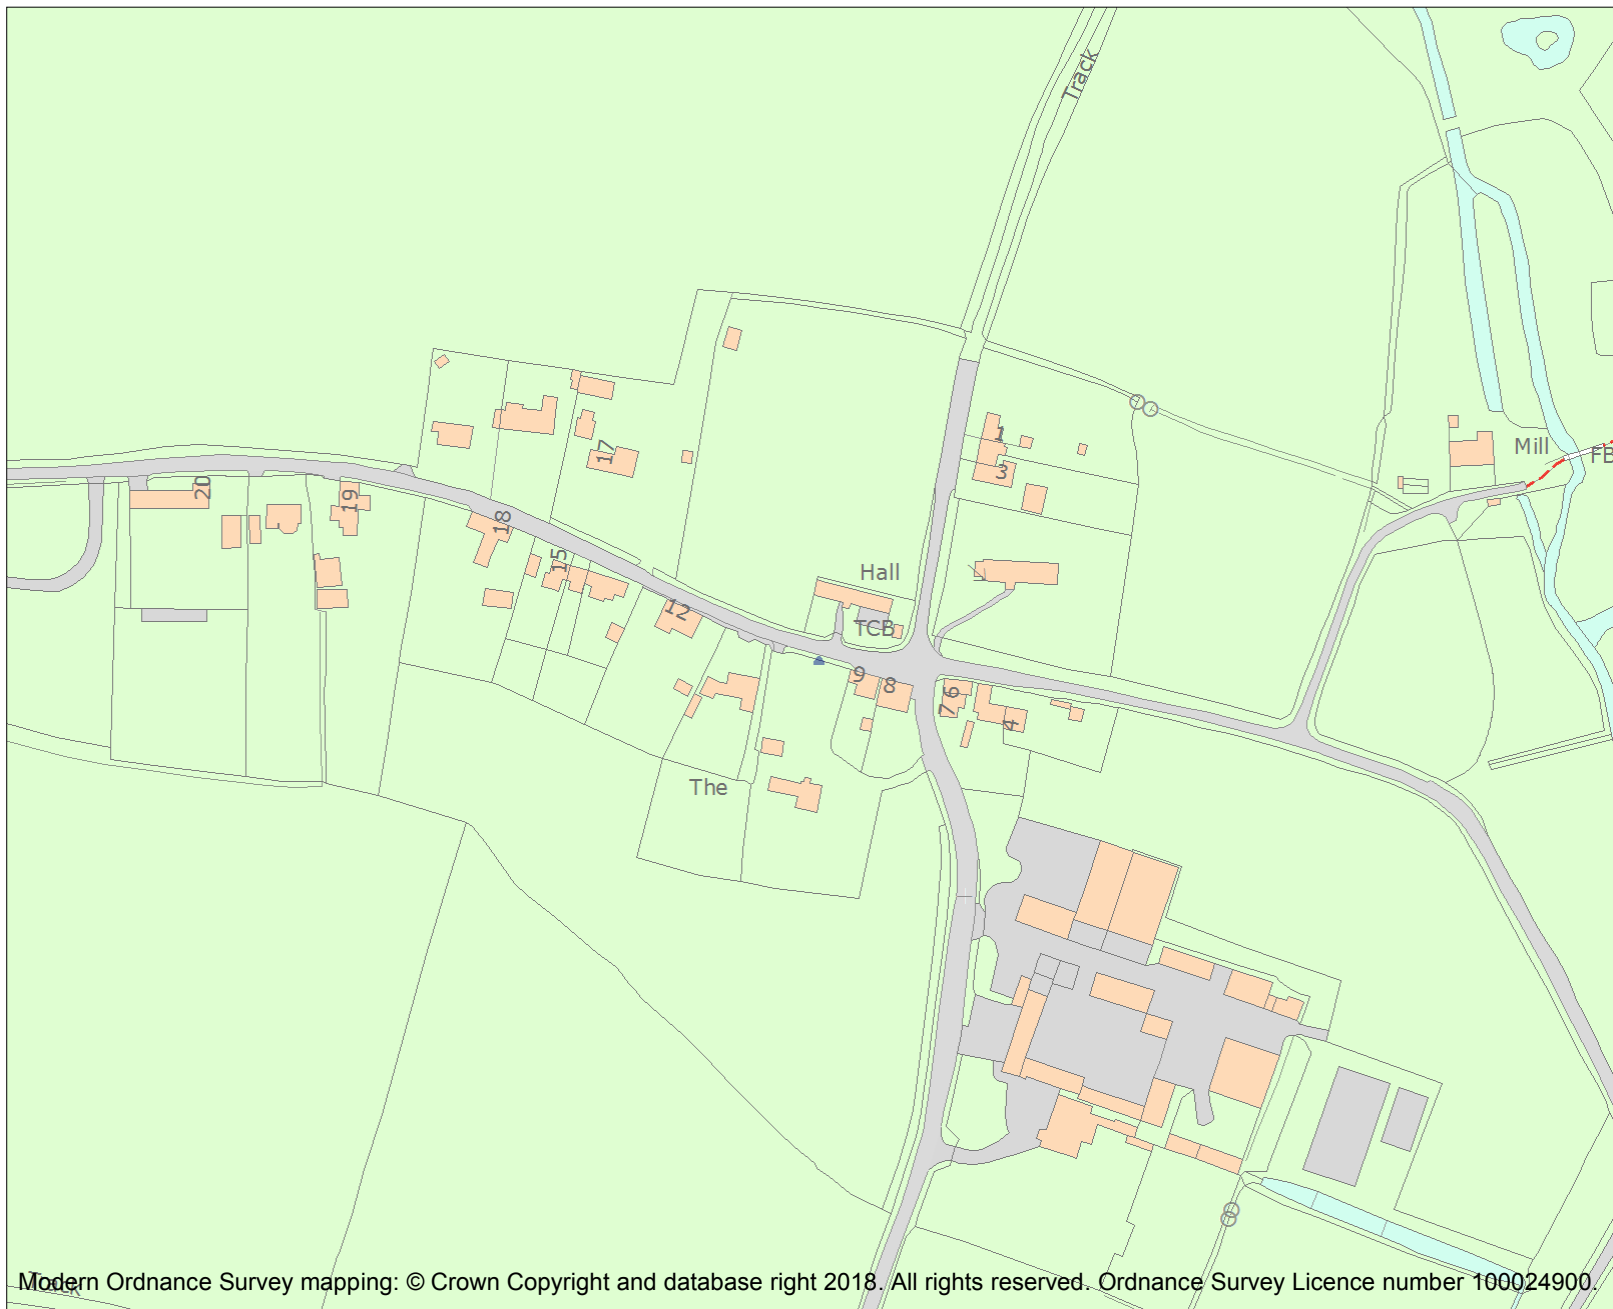 Track
1
17
3
Mill
FB
20
19
18
15
Hall
12
TCB
9
8
6
7
4
The
Track
Modern Ordnance Survey mapping: © Crown Copyright and database right 2018. All rights reserved. Ordnance Survey Licence number 100024900.